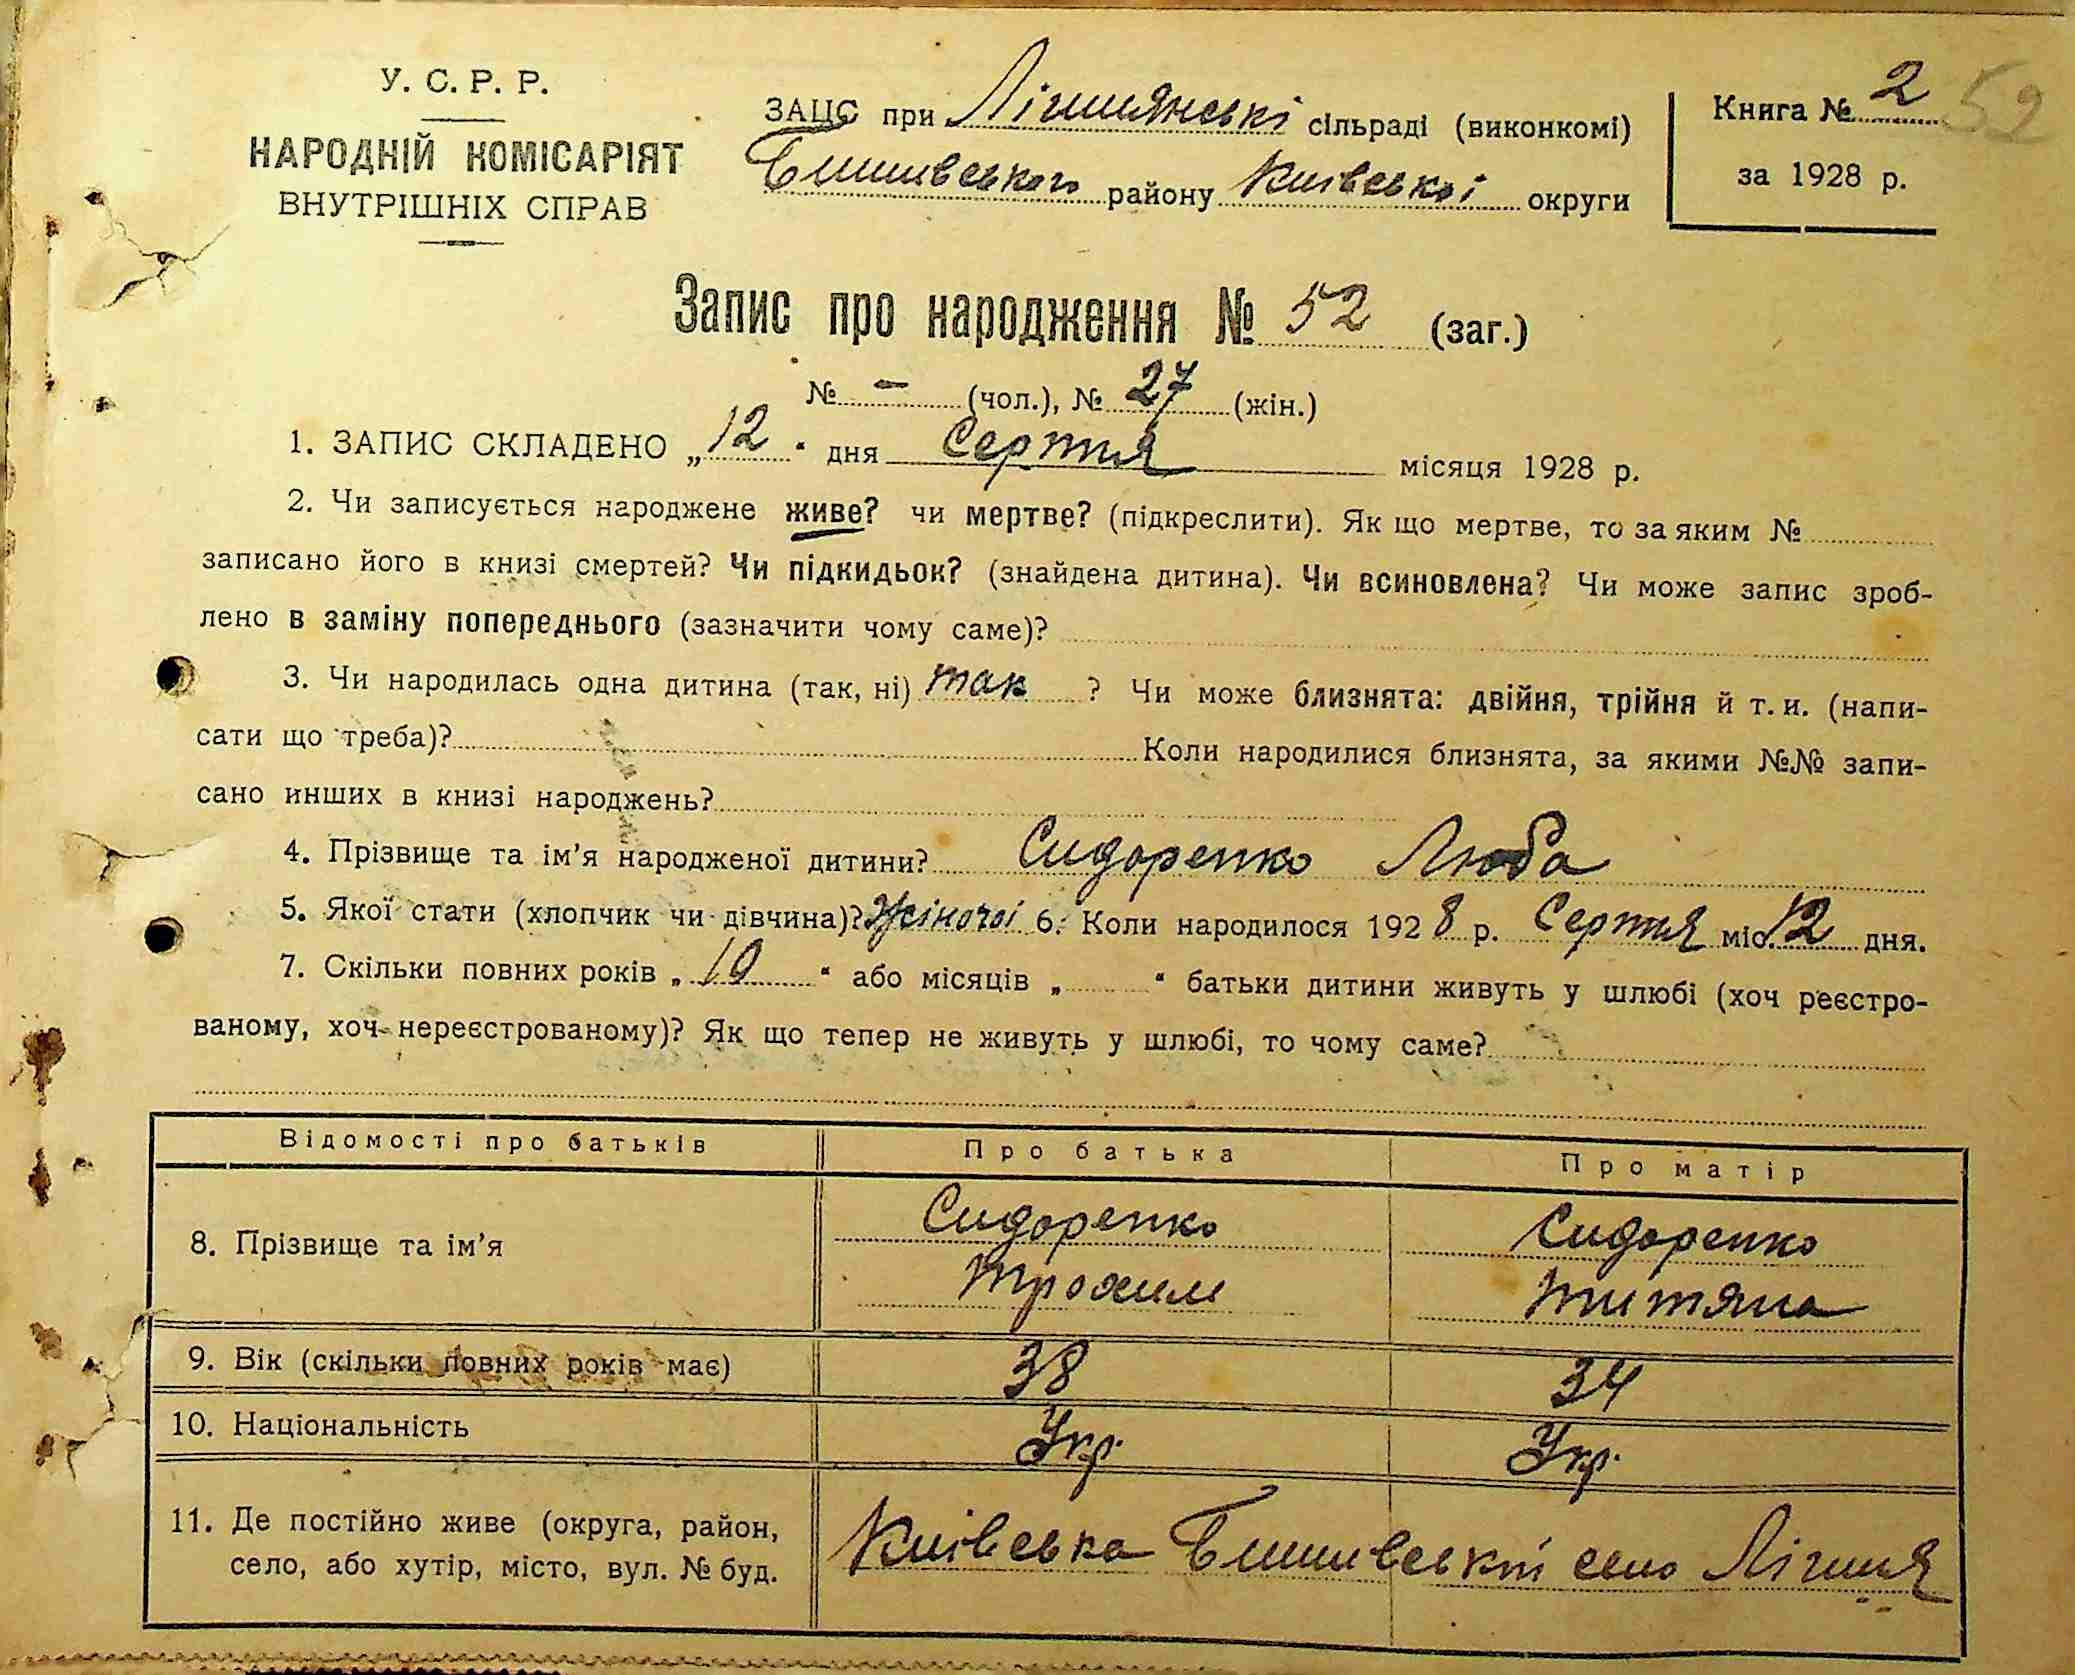 У. С. Р. Р.
НАРОДНІЙ КОМІСАРІЯТ
ВНУТРІШНІХ СПРАВ
ЗАЦС при Лішнянські сільраді (виконкомі)
Бишивського району Київської округи
Книга № 2 52
за 1928 р.
Запис про народження № 52 (заг.)
№ - (чол.), № 27 (жін.)
1. ЗАПИС СКЛАДЕНО „12“ дня Серпня місяця 1928 р.
2. Чи записується народжене живе? чи мертве? (підкреслити). Як що мертве, то за яким №
записано його в книзі смертей? Чи підкидьок? (знайдена дитина). Чи всиновлена? Чи може запис зроб-
лено в заміну попереднього (зазначити чому саме)?
3. Чи народилась одна дитина (так, ні) так ? Чи може близнята: двійня, трійня й т. и. (напи-
сати що треба)? Коли народилися близнята, за якими №№ запи-
сано инших в книзі народжень?
4. Прізвище та ім’я народженої дитини? Сидоренко Люба
5. Якої стати (хлопчик чи дівчина)? Жіночої 6. Коли народилося 1928 р. Серпня міс. 12 дня.
7. Скільки повних років „10“ або місяців „ “ батьки дитини живуть у шлюбі (хоч реєстро-
ваному, хоч нереєстрованому)? Як що тепер не живуть у шлюбі, то чому саме?
Відомості про батьків Про батька Про матір
8. Прізвище та ім’я Сидоренко Трохим Сидоренко Титяна
9. Вік (скільки повних років має) 38 34
10. Національність Укр. Укр.
11. Де постійно живе (округа, район,
село, або хутір, місто, вул. № буд.
Київська Бишивський село Лішня